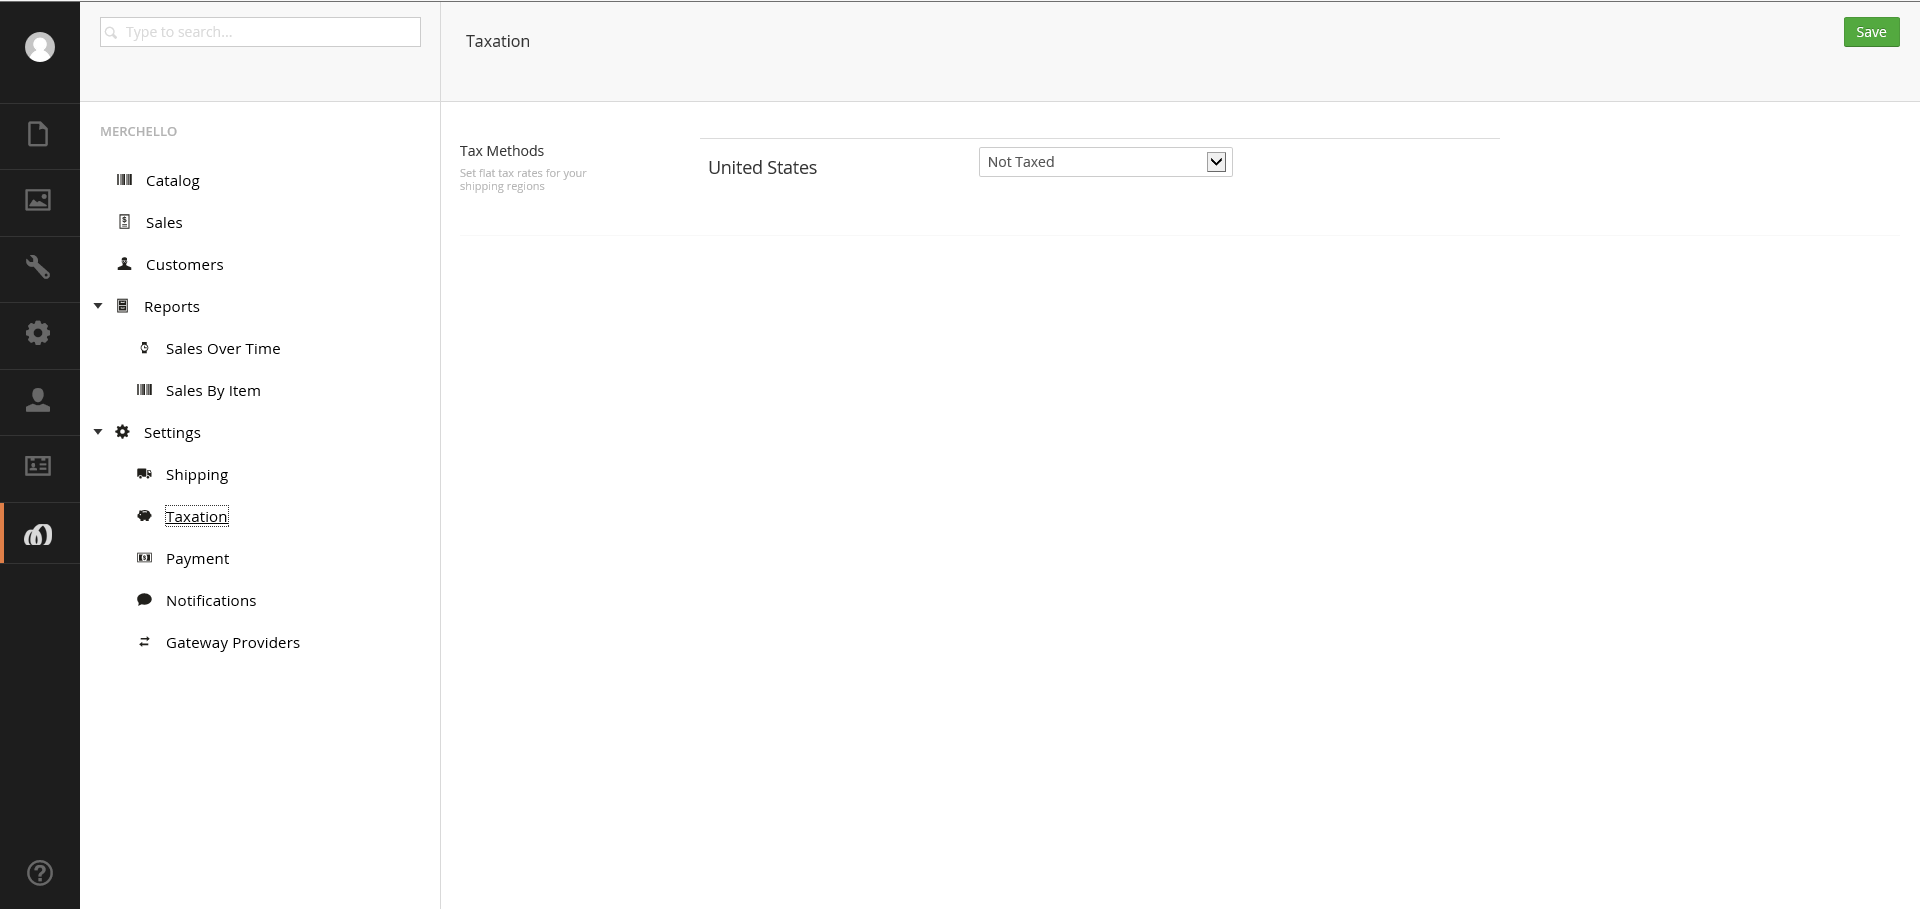 Type to search...
Taxation
Save
MERCHELLO
Catalog
Sales
Customers
Reports
Sales Over Time
Sales By Item
Settings
Shipping
Taxation
Payment
Notifications
Gateway Providers
Tax Methods
Set flat tax rates for your
shipping regions
United States
Not Taxed